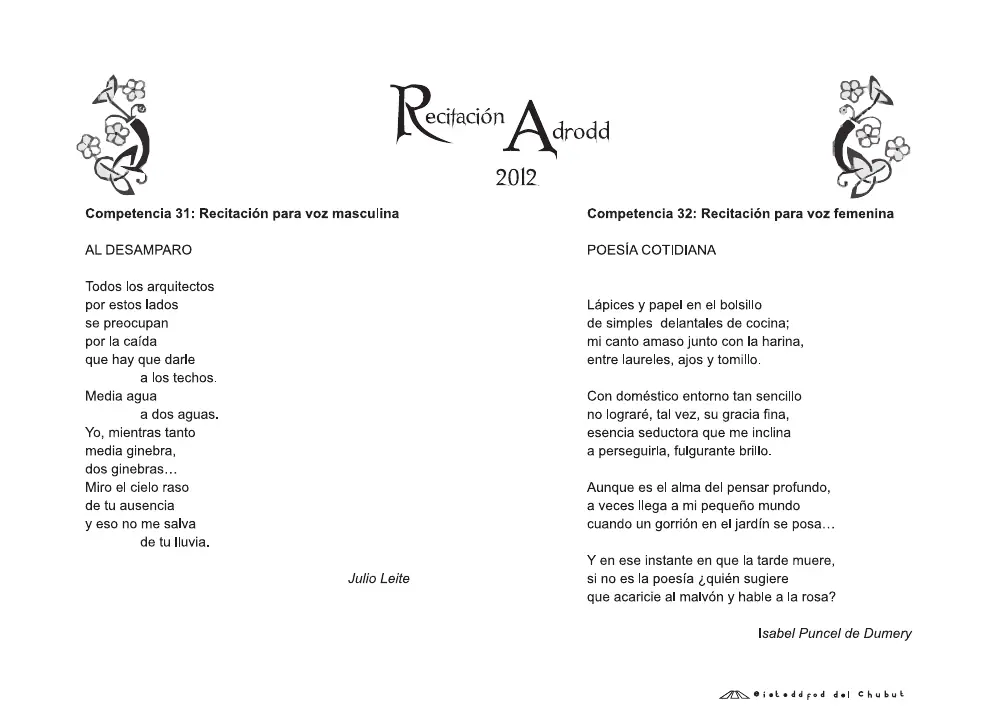 Recitación Adrodd
2012
Competencia 31: Recitación para voz masculina
AL DESAMPARO
Todos los arquitectos
por estos lados
se preocupan
por la caída
que hay que darle
a los techos.
Media agua
a dos aguas.
Yo, mientras tanto
media ginebra,
dos ginebras…
Miro el cielo raso
de tu ausencia
y eso no me salva
de tu lluvia.
Julio Leite
Competencia 32: Recitación para voz femenina
POESÍA COTIDIANA
Lápices y papel en el bolsillo
de simples delantales de cocina;
mi canto amaso junto con la harina,
entre laureles, ajos y tomillo.
Con doméstico entorno tan sencillo
no lograré, tal vez, su gracia fina,
esencia seductora que me inclina
a perseguirla, fulgurante brillo.
Aunque es el alma del pensar profundo,
a veces llega a mi pequeño mundo
cuando un gorrión en el jardín se posa…
Y en ese instante en que la tarde muere,
si no es la poesía ¿quién sugiere
que acaricie al malvón y hable a la rosa?
Isabel Puncel de Dumery
eisteddfod del Chubut